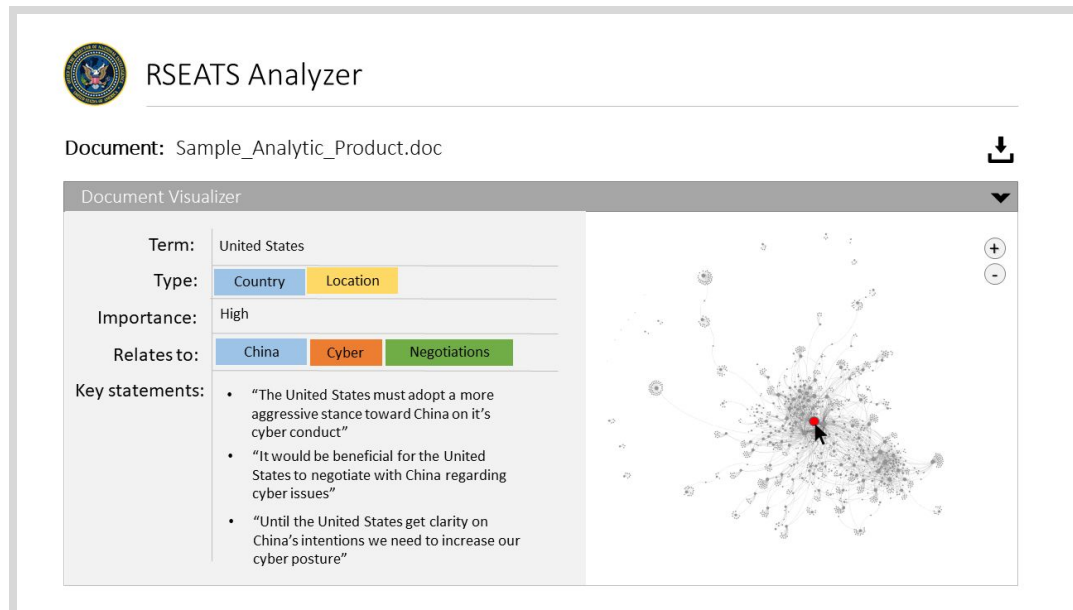 RSEATS Analyzer
Document: Sample_Analytic_Product.doc
Document Visualizer
Term: United States
Type: Country Location
Importance: High
Relates to: China Cyber Negotiations
Key statements:
• “The United States must adopt a more
aggressive stance toward China on it’s
cyber conduct”
• “It would be beneficial for the United
States to negotiate with China regarding
cyber issues”
• “Until the United States get clarity on
China’s intentions we need to increase our
cyber posture”
+
-